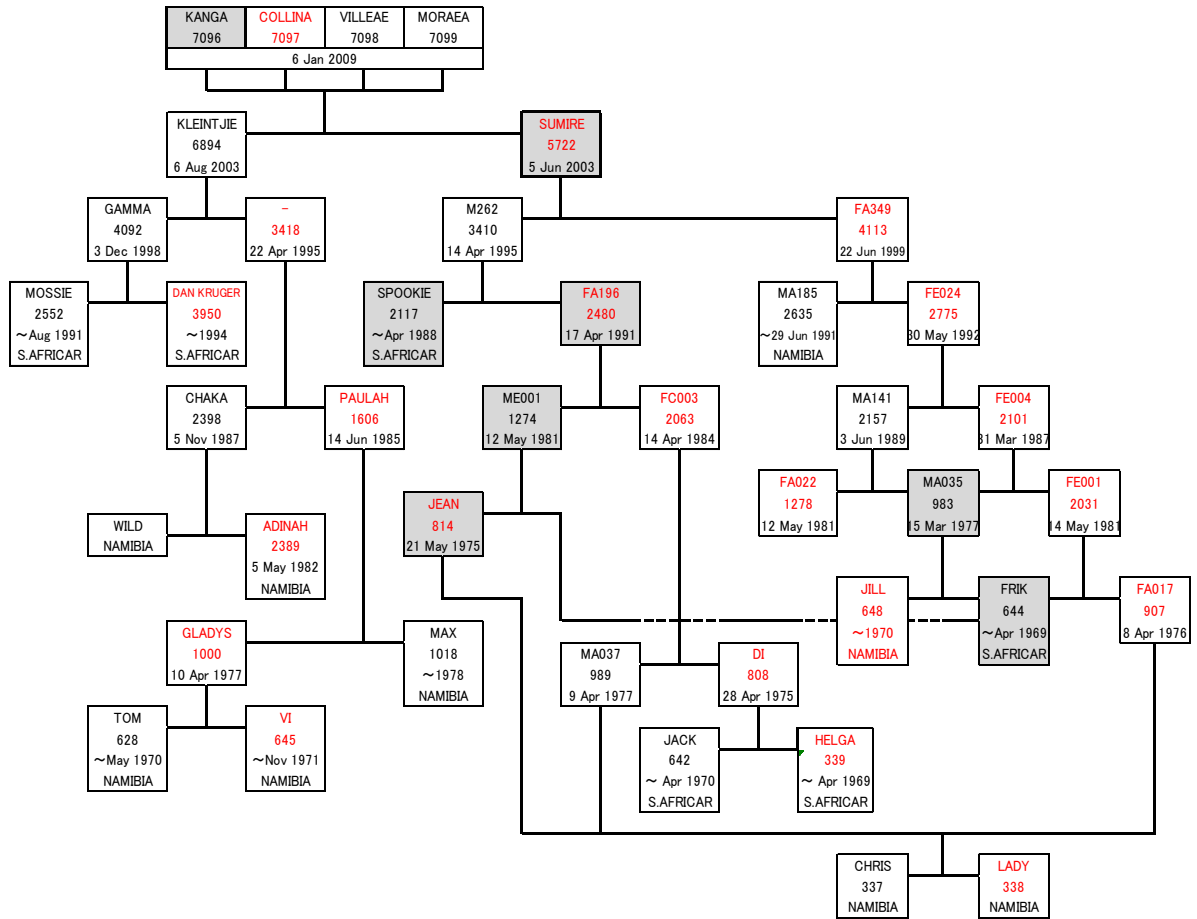 KANGA
7096
COLLINA
7097
VILLEAE
7098
MORAEA
7099
6 Jan 2009
KLEINTJIE
6894
6 Aug 2003
SUMIRE
5722
5 Jun 2003
GAMMA
4092
3 Dec 1998
-
3418
22 Apr 1995
M262
3410
14 Apr 1995
FA349
4113
22 Jun 1999
MOSSIE
2552
～Aug 1991
S.AFRICAR
DAN KRUGER
3950
～1994
S.AFRICAR
SPOOKIE
2117
～Apr 1988
S.AFRICAR
FA196
2480
17 Apr 1991
MA185
2635
～29 Jun 1991
NAMIBIA
FE024
2775
30 May 1992
CHAKA
2398
5 Nov 1987
PAULAH
1606
14 Jun 1985
ME001
1274
12 May 1981
FC003
2063
14 Apr 1984
MA141
2157
3 Jun 1989
FE004
2101
31 Mar 1987
FA022
1278
12 May 1981
MA035
983
15 Mar 1977
FE001
2031
14 May 1981
JEAN
814
21 May 1975
WILD
NAMIBIA
ADINAH
2389
5 May 1982
NAMIBIA
JILL
648
～1970
NAMIBIA
FRIK
644
～Apr 1969
S.AFRICAR
FA017
907
8 Apr 1976
GLADYS
1000
10 Apr 1977
MAX
1018
～1978
NAMIBIA
MA037
989
9 Apr 1977
DI
808
28 Apr 1975
TOM
628
～May 1970
NAMIBIA
VI
645
～Nov 1971
NAMIBIA
JACK
642
～ Apr 1970
S.AFRICAR
HELGA
339
～ Apr 1969
S.AFRICAR
CHRIS
337
NAMIBIA
LADY
338
NAMIBIA